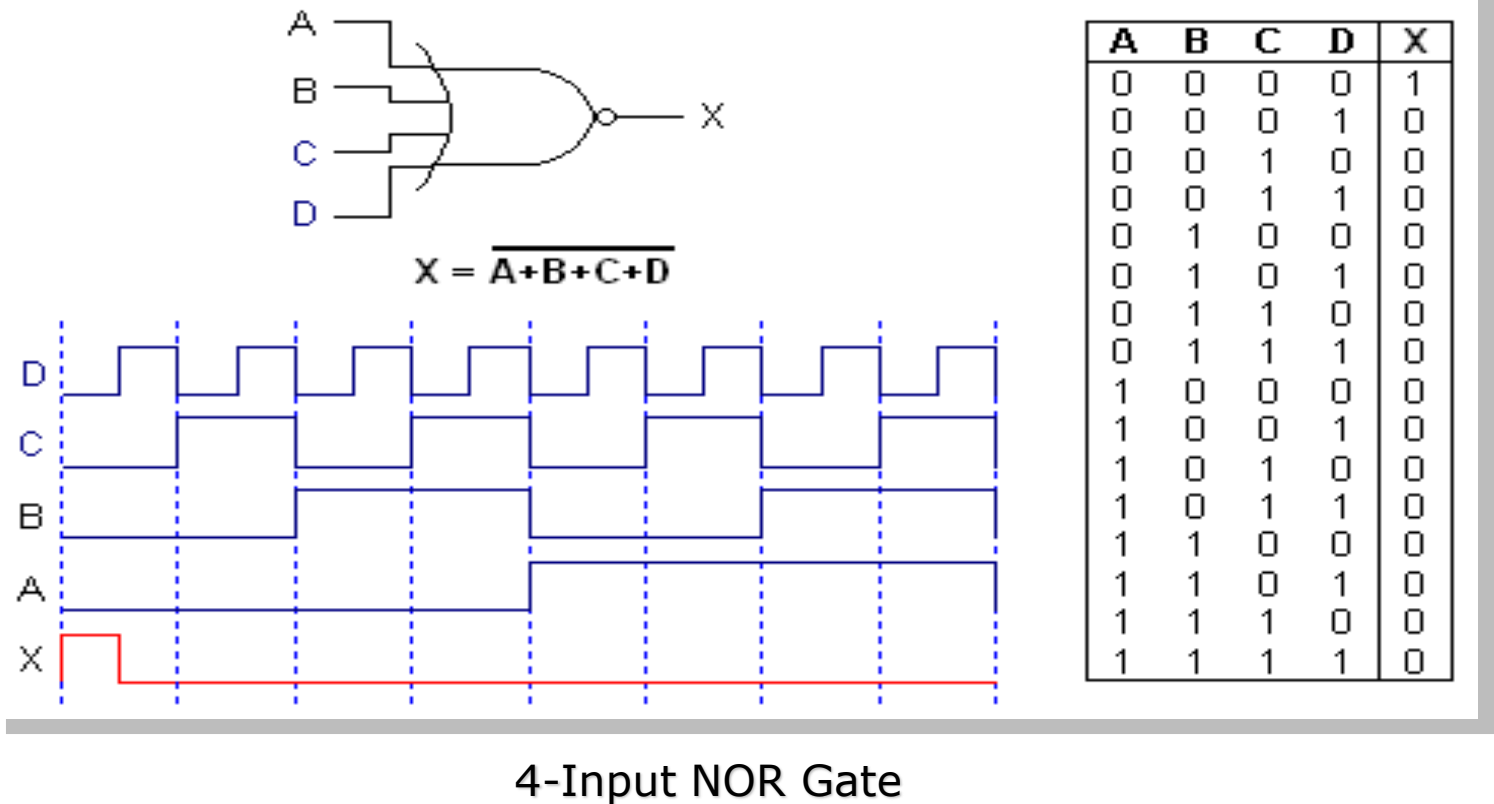 A
B
C
D
X
X = A+B+C+D
D
C
B
A
X
A B C D X
0 0 0 0 1
0 0 0 1 0
0 0 1 0 0
0 0 1 1 0
0 1 0 0 0
0 1 0 1 0
0 1 1 0 0
0 1 1 1 0
1 0 0 0 0
1 0 0 1 0
1 0 1 0 0
1 0 1 1 0
1 1 0 0 0
1 1 0 1 0
1 1 1 0 0
1 1 1 1 0
4-Input NOR Gate